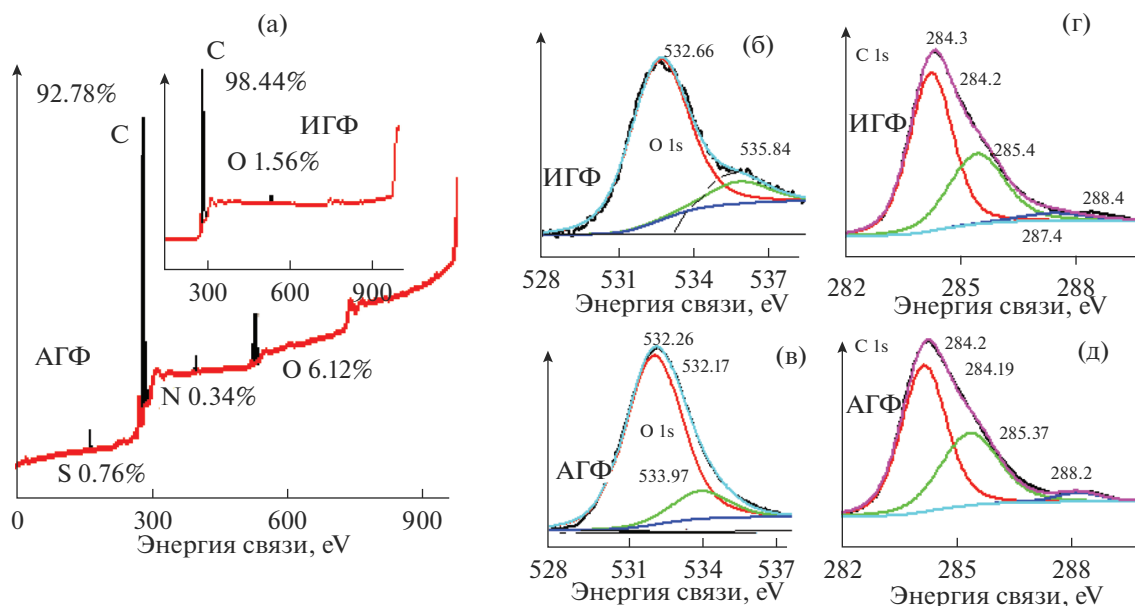 (а)
C
92.78%
C
98.44%
ИГФ
O 1.56%
300 600 900
АГФ
N 0.34%
O 6.12%
S 0.76%
0 300 600 900
Энергия связи, eV
(б)
532.66
O 1s
535.84
ИГФ
528 531 534 537
Энергия связи, eV
(г)
C 1s
284.3
284.2
ИГФ
285.4
288.4
287.4
282 285 288
Энергия связи, eV
(в)
532.26
532.17
O 1s
АГФ
533.97
528 531 534 537
Энергия связи, eV
(д)
C 1s
284.2
284.19
АГФ
285.37
288.2
282 285 288
Энергия связи, eV